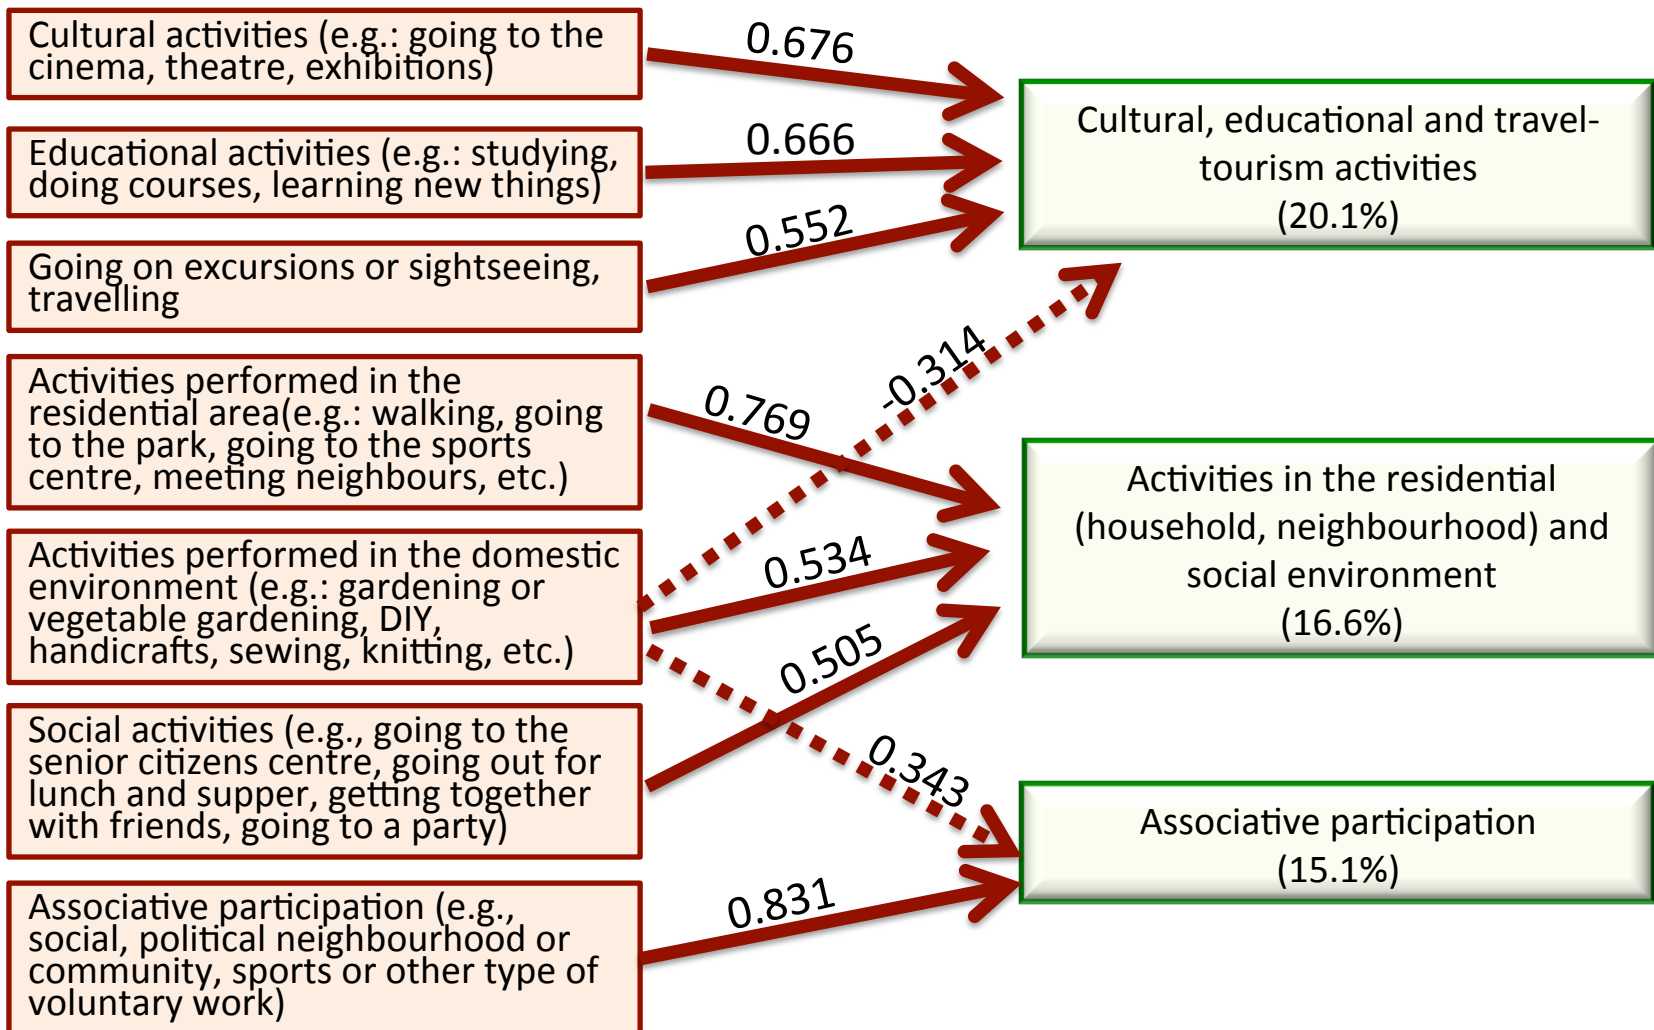 Cultural activities (e.g.: going to the
cinema, theatre, exhibitions)
0.676
Educational activities (e.g.: studying,
doing courses, learning new things)
0.666
Going on excursions or sightseeing,
travelling
0.552
Cultural, educational and travel-
tourism activities
(20.1%)
Activities performed in the
residential area(e.g.: walking, going
to the park, going to the sports
centre, meeting neighbours, etc.)
0.769
-0.314
Activities performed in the domestic
environment (e.g.: gardening or
vegetable gardening, DIY,
handicrafts, sewing, knitting, etc.)
0.534
Activities in the residential
(household, neighbourhood) and
social environment
(16.6%)
Social activities (e.g., going to the
senior citizens centre, going out for
lunch and supper, getting together
with friends, going to a party)
0.505
0.343
Associative participation
(15.1%)
Associative participation (e.g.,
social, political neighbourhood or
community, sports or other type of
voluntary work)
0.831